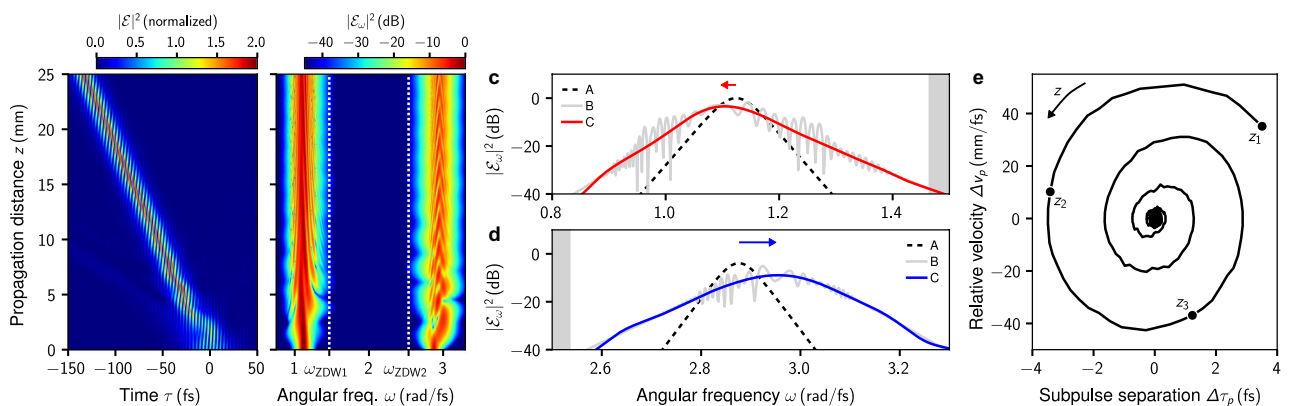 |ℰ|² (normalized)
0.0 0.5 1.0 1.5 2.0
|ℰω|² (dB)
−40 −30 −20 −10 0
Propagation distance z (mm)
25
20
15
10
5
0
−150 −100 −50 0 50
Time τ (fs)
1 ωZDW1 2 ωZDW2 3
Angular freq. ω (rad/fs)
c
|ℰω|² (dB)
0
−20
−40
A
B
C
0.8 1.0 1.2 1.4
d
|ℰω|² (dB)
0
−20
−40
A
B
C
2.6 2.8 3.0 3.2
Angular frequency ω (rad/fs)
e
Relative velocity Δvp (mm/fs)
40
20
0
−20
−40
z
z1
z2
z3
−4 −2 0 2 4
Subpulse separation Δτp (fs)